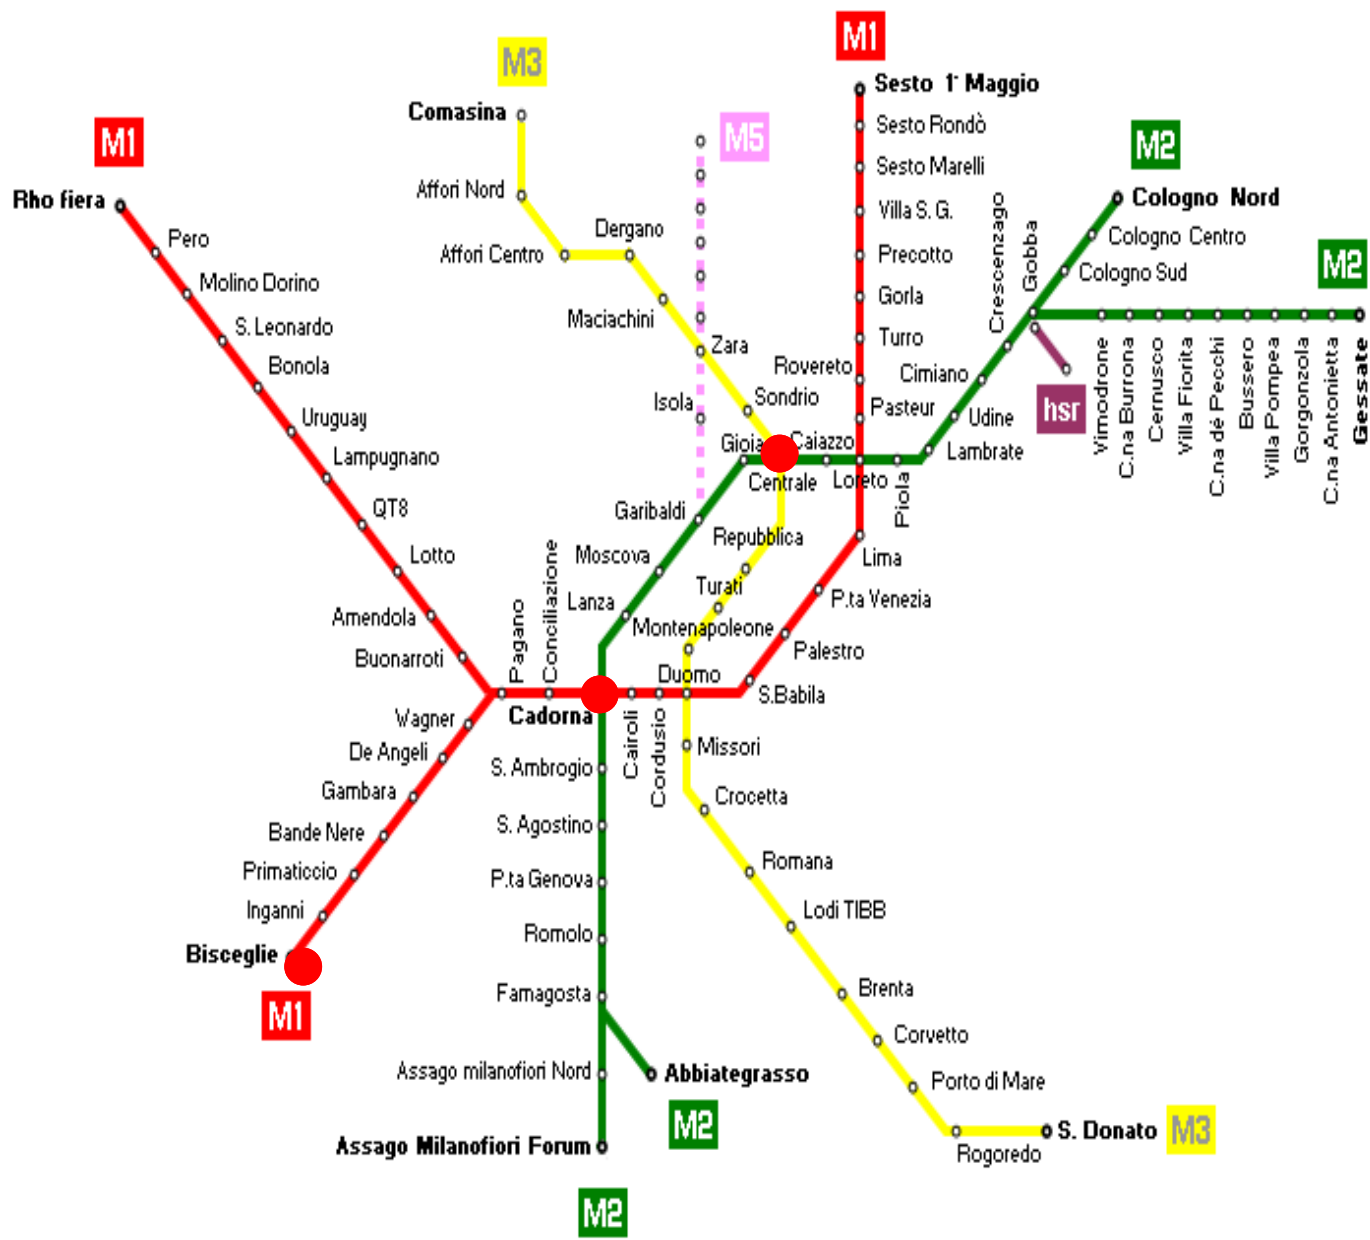 M1
M3
Sesto 1° Maggio
Comasina
Sesto Rondò
M5
M1
M2
Sesto Marelli
Affori Nord
Rho fiera
Villa S. G.
Crescenzago
Cologno Nord
Dergano
Gobba
Pero
Affori Centro
Precotto
Cologno Centro
M2
Cologno Sud
Molino Dorino
Gorla
Maciachini
S. Leonardo
Turro
Zara
Bonola
Rovereto
Cimiano
Sondrio
Isola
Pasteur
hsr
Udine
Vimodrone
C.na Burrona
Cernusco
Villa Fiorita
C.na dé Pecchi
Bussero
Villa Pompea
Gorgonzola
C.na Antonietta
Gessate
Uruguay
Gioia
Caiazzo
Lambrate
Lampugnano
Centrale
Loreto
Piola
QT8
Garibaldi
Repubblica
Lotto
Moscova
Lima
Conciliazione
Pagano
Turati
Lanza
P.ta Venezia
Amendola
Montenapoleone
Palestro
Buonarroti
Duomo
S.Babila
Cadorna
Wagner
Cairoli
Cordusio
Missori
De Angeli
S. Ambrogio
Gambara
Crocetta
Bande Nere
S. Agostino
Romana
Primaticcio
P.ta Genova
Inganni
Lodi TIBB
Romolo
Bisceglie
Famagosta
Brenta
M1
Corvetto
Assago milanofiori Nord
Abbiategrasso
Porto di Mare
M2
S. Donato
M3
Assago Milanofiori Forum
Rogoredo
M2